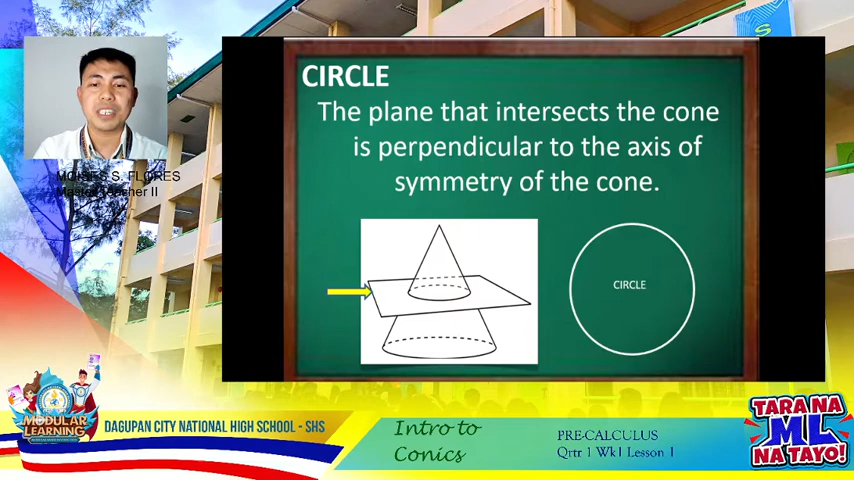 CIRCLE
The plane that intersects the cone
is perpendicular to the axis of
symmetry of the cone.
CIRCLE
MOISES S. FLORES
Master Teacher II
MODULAR
LEARNING
DAGUPAN CITY NATIONAL HIGH SCHOOL - SHS
Intro to
Conics
PRE-CALCULUS
Qrtr 1 Wk1 Lesson 1
TARA NA
ML
NA TAYO!